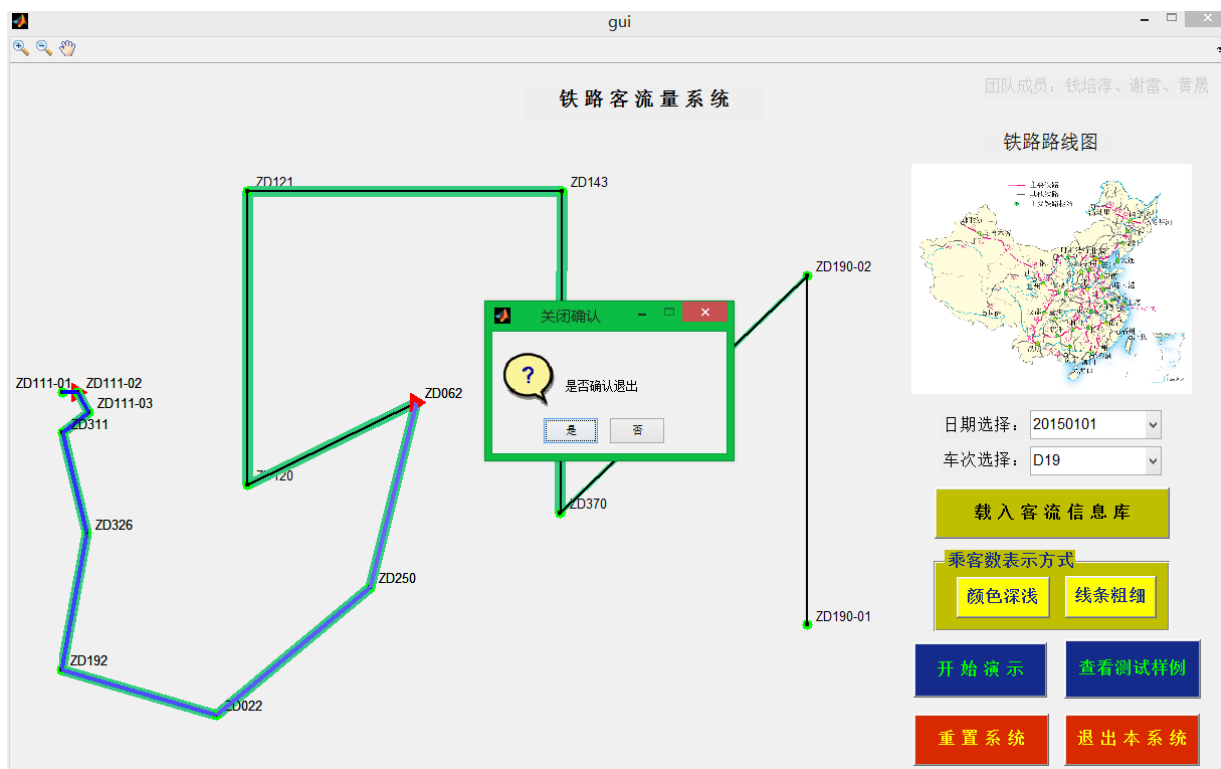 gui
团队成员：钱培淳、谢雷、黄晟
铁路客流量系统
铁路路线图
ZD121
ZD143
ZD190-02
关闭确认
是否确认退出
是
否
ZD111-01
ZD111-02
ZD111-03
ZD062
ZD311
ZD370
ZD326
ZD250
ZD192
ZD022
ZD190-01
日期选择：
20150101
车次选择：
D19
载入客流信息库
乘客数表示方式
颜色深浅
线条粗细
开始演示
查看测试样例
重置系统
退出本系统